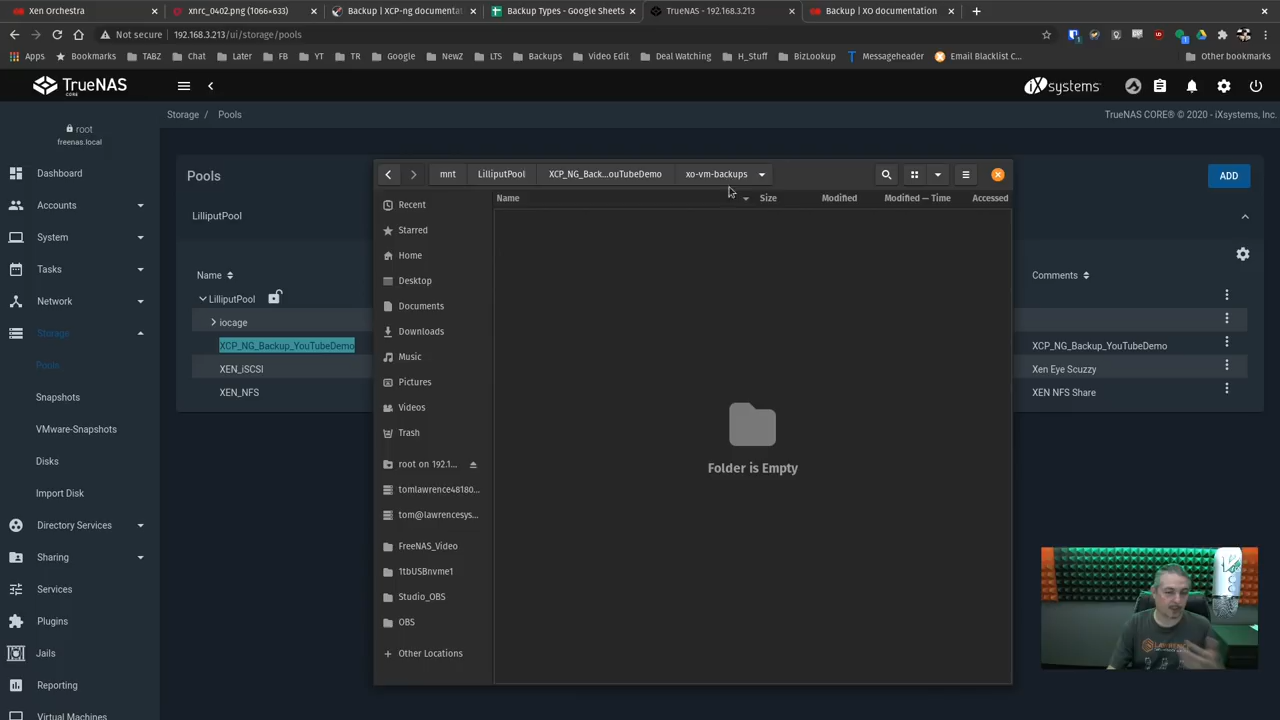 Xen Orchestra
xnrc_0402.png (1066×633)
Backup | XCP-ng documentat
Backup Types - Google Sheets
TrueNAS - 192.168.3.213
Backup | XO documentation
Not secure
192.168.3.213/ui/storage/pools
Apps
Bookmarks
TABZ
Chat
Later
FB
YT
TR
Google
NewZ
LTS
Backups
Video Edit
Deal Watching
H_Stuff
BizLookup
Messageheader
Email Blacklist C...
Other bookmarks
TrueNAS
CORE
iXsystems
root
freenas.local
Storage / Pools
TrueNAS CORE® © 2020 - iXsystems, Inc.
Dashboard
Accounts
System
Tasks
Network
Storage
Pools
Snapshots
VMware-Snapshots
Disks
Import Disk
Directory Services
Sharing
Services
Plugins
Jails
Reporting
Virtual Machines
Pools
ADD
LilliputPool
Name
Comments
LilliputPool
iocage
XCP_NG_Backup_YouTubeDemo
XCP_NG_Backup_YouTubeDemo
XEN_iSCSI
Xen Eye Scuzzy
XEN_NFS
XEN NFS Share
mnt
LilliputPool
XCP_NG_Back...ouTubeDemo
xo-vm-backups
Name
Size
Modified
Modified — Time
Accessed
Recent
Starred
Home
Desktop
Documents
Downloads
Music
Pictures
Videos
Trash
root on 192.1...
tomlawrence48180...
tom@lawrencesys...
FreeNAS_Video
1tbUSBnvme1
Studio_OBS
OBS
Other Locations
Folder is Empty